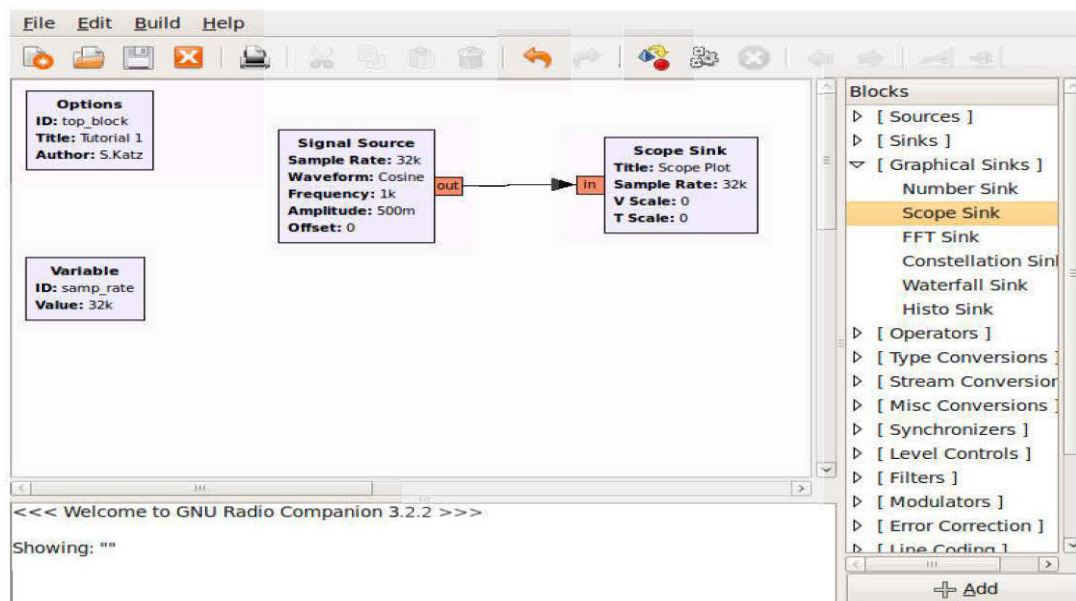 File Edit Build Help
Options
ID: top_block
Title: Tutorial 1
Author: S.Katz
Signal Source
Sample Rate: 32k
Waveform: Cosine
Frequency: 1k
Amplitude: 500m
Offset: 0
out
in
Scope Sink
Title: Scope Plot
Sample Rate: 32k
V Scale: 0
T Scale: 0
Variable
ID: samp_rate
Value: 32k
Blocks
[ Sources ]
[ Sinks ]
[ Graphical Sinks ]
Number Sink
Scope Sink
FFT Sink
Constellation Sink
Waterfall Sink
Histo Sink
[ Operators ]
[ Type Conversions ]
[ Stream Conversior
[ Misc Conversions ]
[ Synchronizers ]
[ Level Controls ]
[ Filters ]
[ Modulators ]
[ Error Correction ]
[ Line Coding ]
Add
<<< Welcome to GNU Radio Companion 3.2.2 >>>
Showing: ""